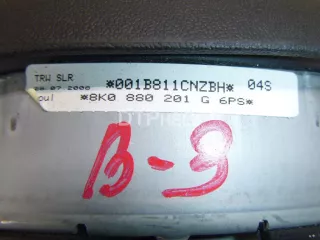 TRW SLR
*001B811CNZBH* 04S
*8K0 880 201 G 6PS*
B-3